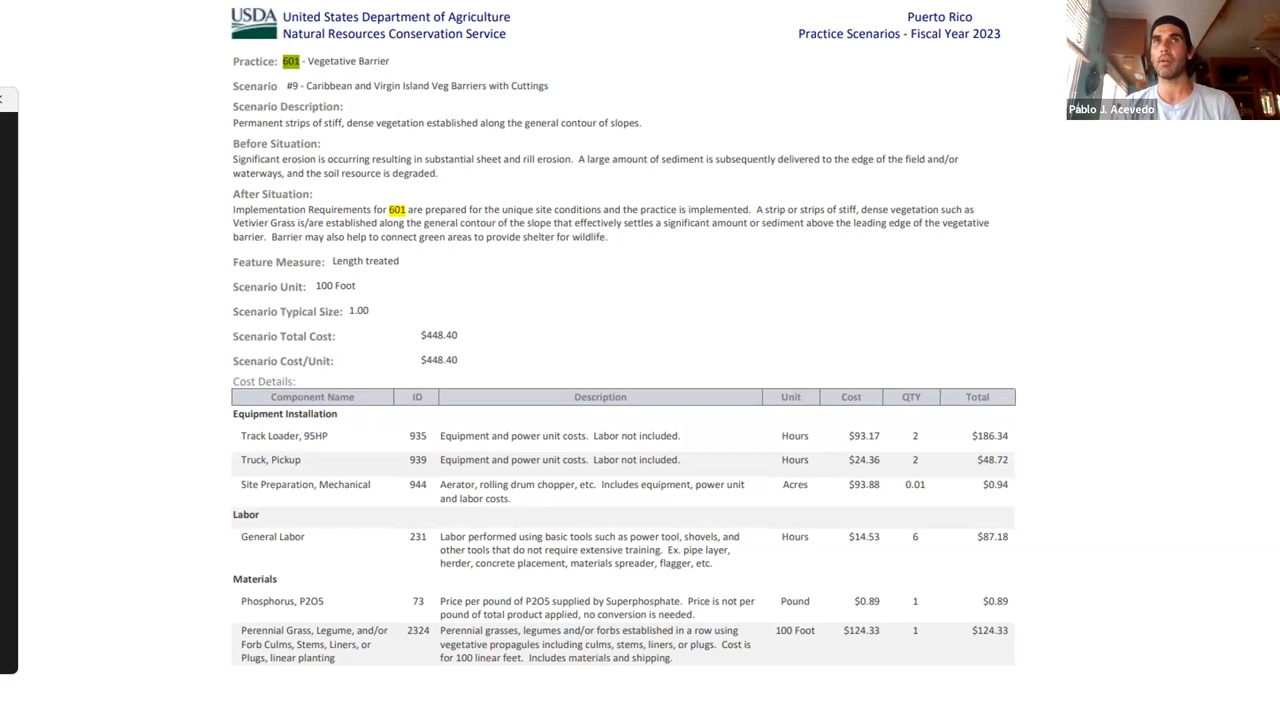 USDA United States Department of Agriculture
Natural Resources Conservation Service
Puerto Rico
Practice Scenarios - Fiscal Year 2023
Pablo J. Acevedo
Practice: 601 - Vegetative Barrier
Scenario #9 - Caribbean and Virgin Island Veg Barriers with Cuttings
Scenario Description:
Permanent strips of stiff, dense vegetation established along the general contour of slopes.
Before Situation:
Significant erosion is occurring resulting in substantial sheet and rill erosion. A large amount of sediment is subsequently delivered to the edge of the field and/or
waterways, and the soil resource is degraded.
After Situation:
Implementation Requirements for 601 are prepared for the unique site conditions and the practice is implemented. A strip or strips of stiff, dense vegetation such as
Vetivier Grass is/are established along the general contour of the slope that effectively settles a significant amount or sediment above the leading edge of the vegetative
barrier. Barrier may also help to connect green areas to provide shelter for wildlife.
Feature Measure: Length treated
Scenario Unit: 100 Foot
Scenario Typical Size: 1.00
Scenario Total Cost: $448.40
Scenario Cost/Unit: $448.40
Cost Details:
Component Name ID Description Unit Cost QTY Total
Equipment Installation
Track Loader, 95HP 935 Equipment and power unit costs. Labor not included. Hours $93.17 2 $186.34
Truck, Pickup 939 Equipment and power unit costs. Labor not included. Hours $24.36 2 $48.72
Site Preparation, Mechanical 944 Aerator, rolling drum chopper, etc. Includes equipment, power unit Acres $93.88 0.01 $0.94
and labor costs.
Labor
General Labor 231 Labor performed using basic tools such as power tool, shovels, and Hours $14.53 6 $87.18
other tools that do not require extensive training. Ex. pipe layer,
herder, concrete placement, materials spreader, flagger, etc.
Materials
Phosphorus, P2O5 73 Price per pound of P2O5 supplied by Superphosphate. Price is not per Pound $0.89 1 $0.89
pound of total product applied, no conversion is needed.
Perennial Grass, Legume, and/or 2324 Perennial grasses, legumes and/or forbs established in a row using 100 Foot $124.33 1 $124.33
Forb Culms, Stems, Liners, or vegetative propagules including culms, stems, liners, or plugs. Cost is
Plugs, linear planting for 100 linear feet. Includes materials and shipping.